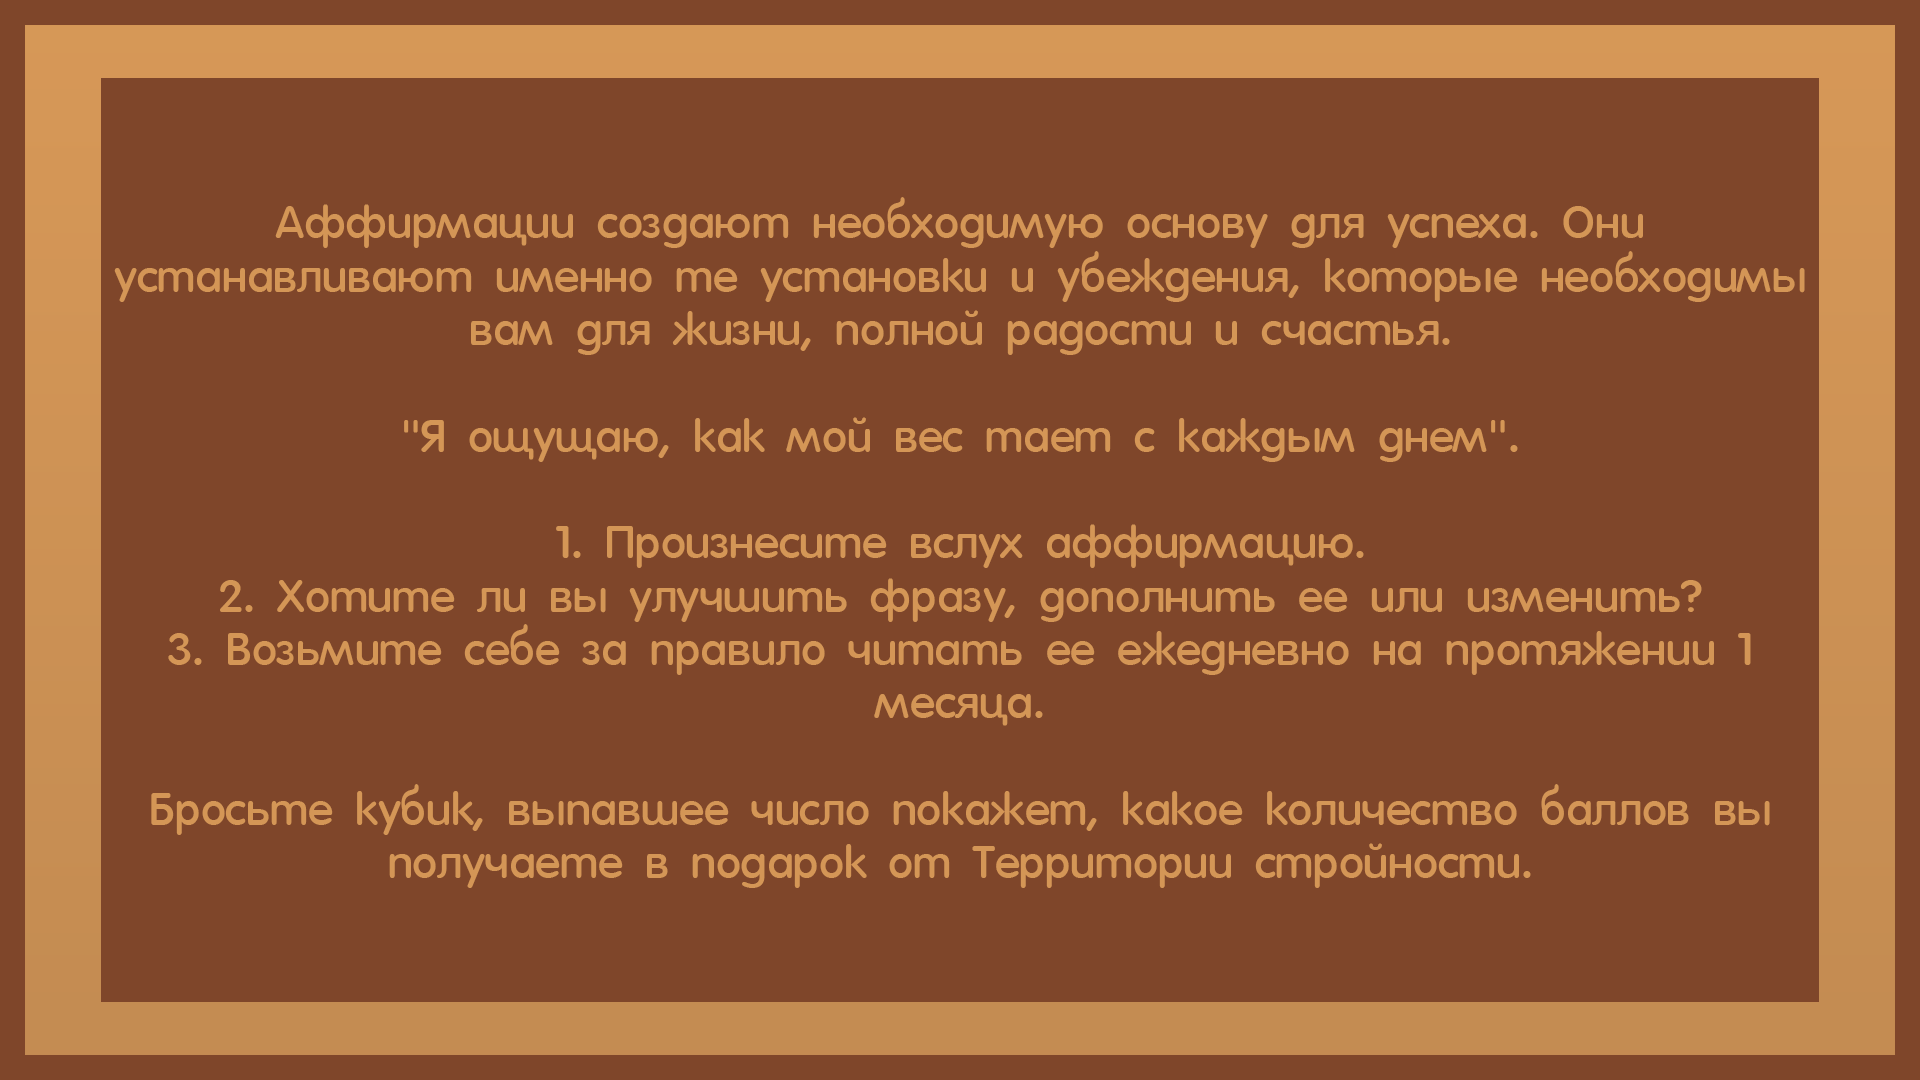 Аффирмации создают необходимую основу для успеха. Они
устанавливают именно те установки и убеждения, которые необходимы
вам для жизни, полной радости и счастья.
"Я ощущаю, как мой вес тает с каждым днем".
1. Произнесите вслух аффирмацию.
2. Хотите ли вы улучшить фразу, дополнить ее или изменить?
3. Возьмите себе за правило читать ее ежедневно на протяжении 1
месяца.
Бросьте кубик, выпавшее число покажет, какое количество баллов вы
получаете в подарок от Территории стройности.